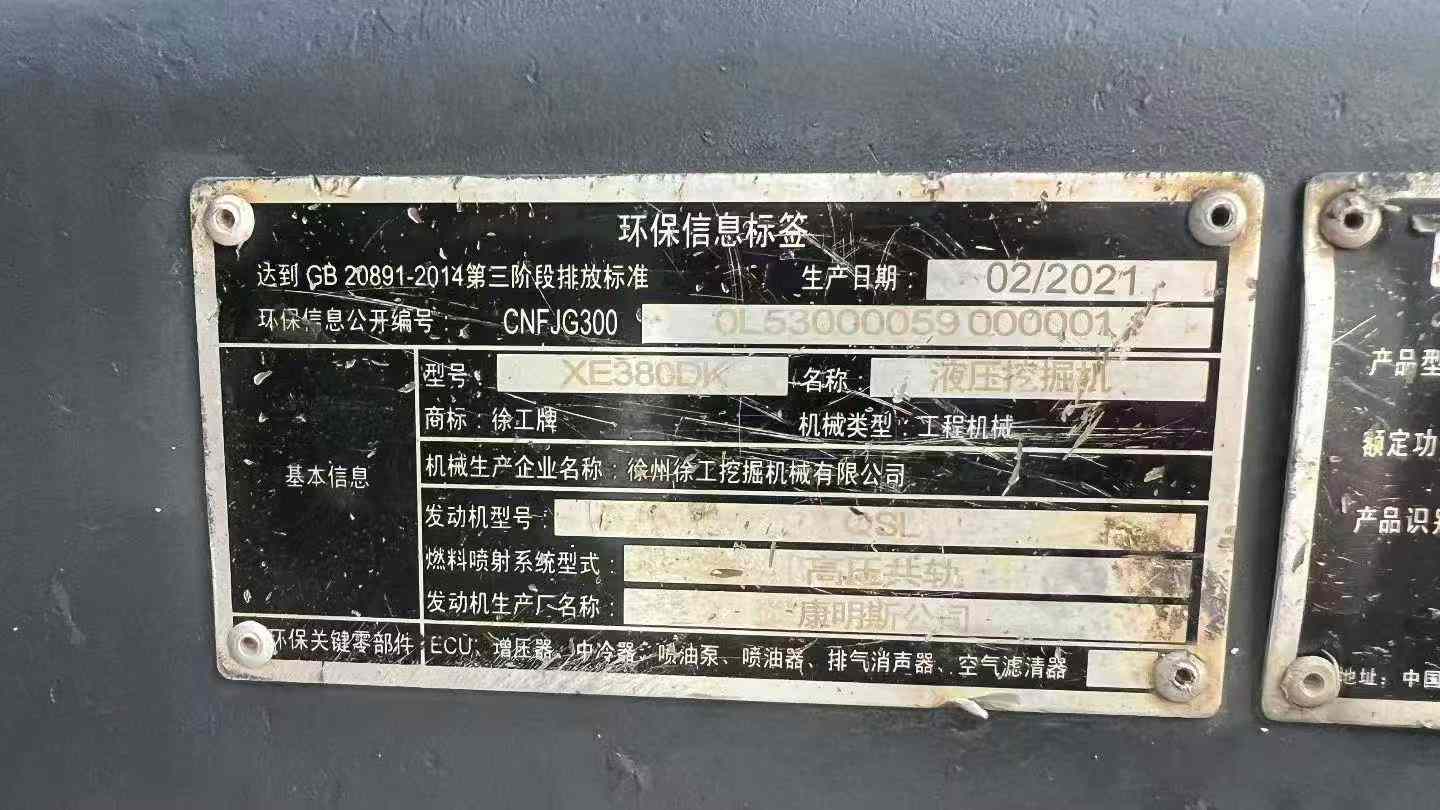 环保信息标签
达到 GB 20891-2014第三阶段排放标准 生产日期: 02/2021
环保信息公开编号: CNFJG300 0L53000059 000001
型号: XE380DK 名称: 液压挖掘机
商标: 徐工牌 机械类型: 工程机械
基本信息
机械生产企业名称: 徐州徐工挖掘机械有限公司
发动机型号: QSL
燃料喷射系统型式: 高压共轨
发动机生产厂名称: 康明斯公司
环保关键零部件: ECU、增压器、中冷器、喷油泵、喷油器、排气消声器、空气滤清器
产品型
额定功
产品识别
地址: 中国